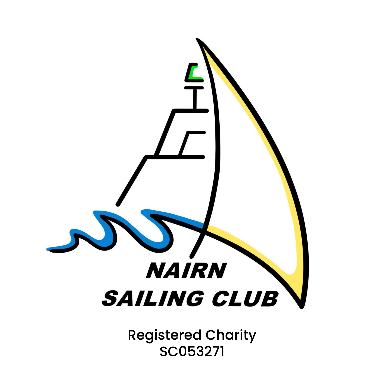 NAIRN
SAILING CLUB
Registered Charity
SC053271